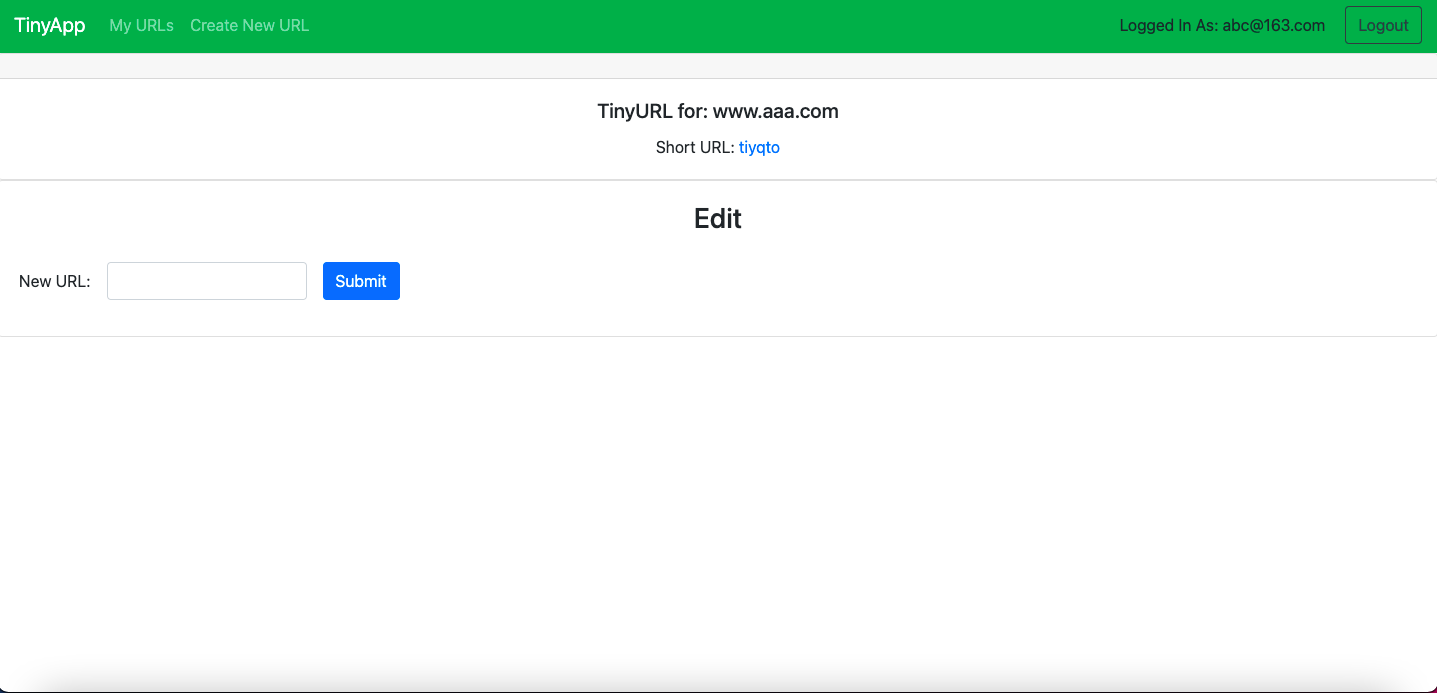 TinyApp My URLs Create New URL Logged In As: abc@163.com Logout
TinyURL for: www.aaa.com
Short URL: tiyqto
Edit
New URL: Submit